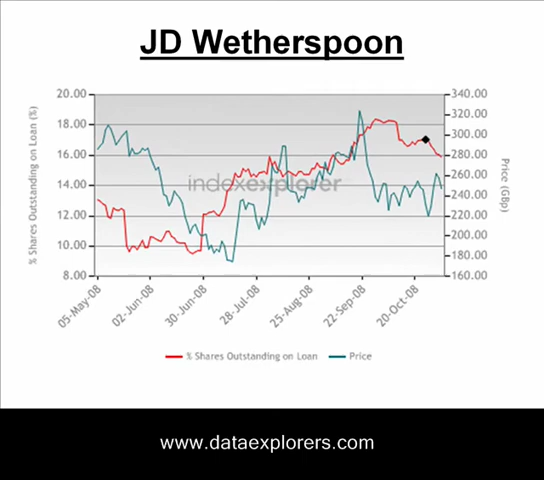 JD Wetherspoon
20.00
18.00
16.00
14.00
12.00
10.00
8.00
% Shares Outstanding on Loan (%)
340.00
320.00
300.00
280.00
260.00
240.00
220.00
200.00
180.00
160.00
Price (GBp)
indexexplorer
05-May-08
02-Jun-08
30-Jun-08
28-Jul-08
25-Aug-08
22-Sep-08
20-Oct-08
% Shares Outstanding on Loan
Price
www.dataexplorers.com